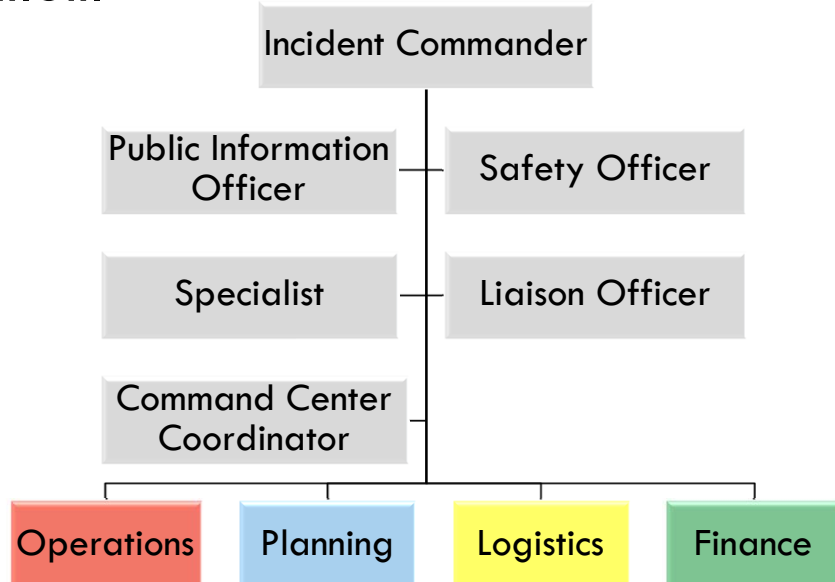 Incident Commander
Public Information
Officer
Safety Officer
Specialist
Liaison Officer
Command Center
Coordinator
Operations
Planning
Logistics
Finance